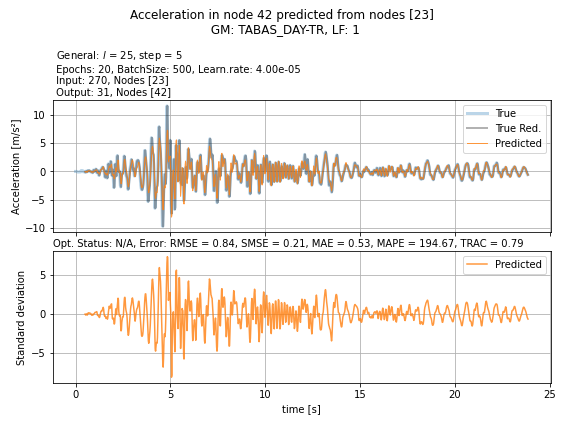 Acceleration in node 42 predicted from nodes [23]
GM: TABAS_DAY-TR, LF: 1
General: l = 25, step = 5
Epochs: 20, BatchSize: 500, Learn.rate: 4.00e-05
Input: 270, Nodes [23]
Output: 31, Nodes [42]
Acceleration [m/s²]
10
5
0
−5
−10
True
True Red.
Predicted
Opt. Status: N/A, Error: RMSE = 0.84, SMSE = 0.21, MAE = 0.53, MAPE = 194.67, TRAC = 0.79
Standard deviation
5
0
−5
Predicted
0 5 10 15 20 25
time [s]